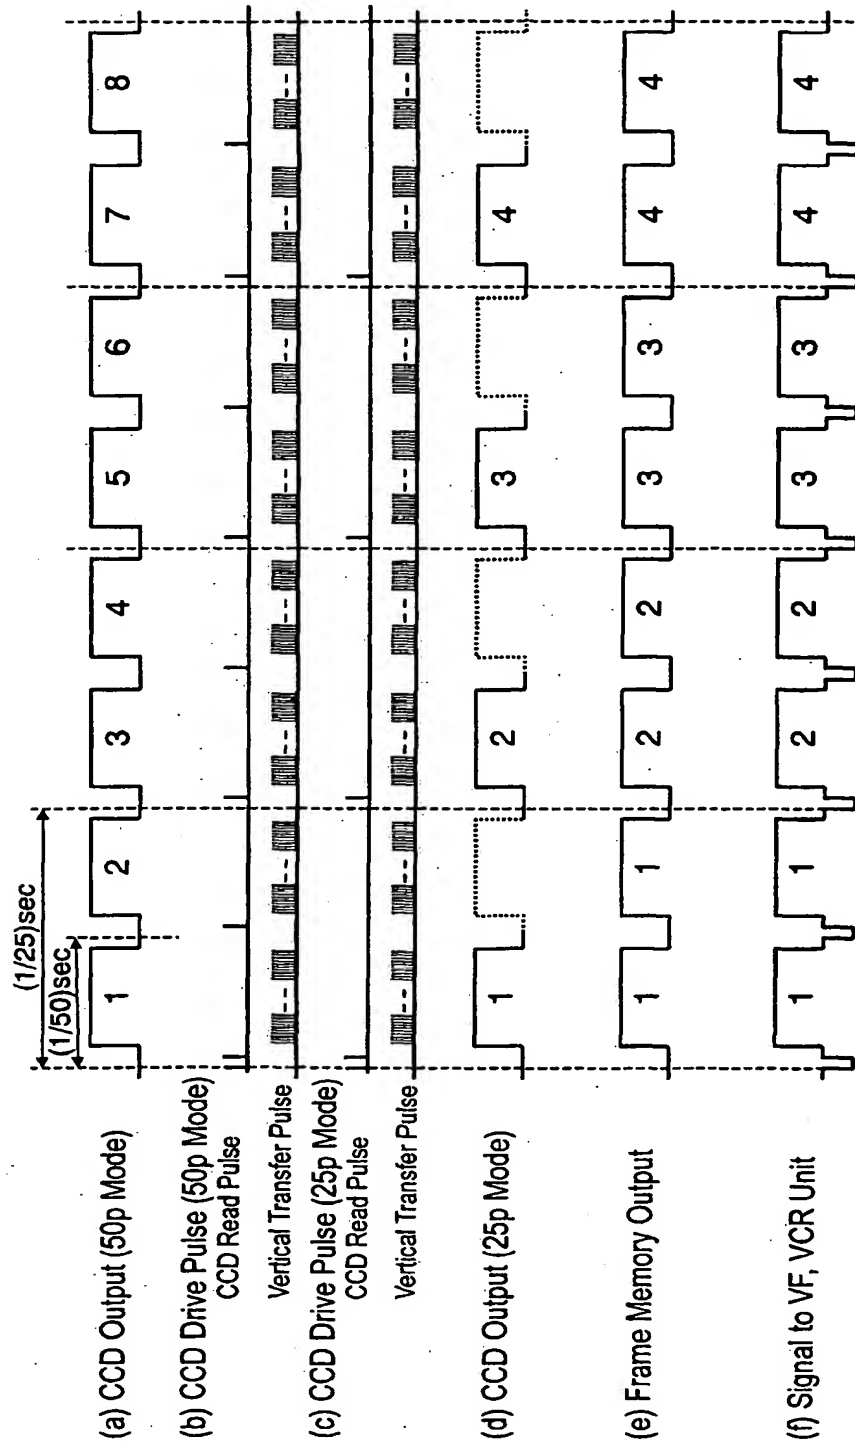 (1/25)sec
(1/50)sec
(a) CCD Output (50p Mode)
1 2 3 4 5 6 7 8
(b) CCD Drive Pulse (50p Mode)
CCD Read Pulse
Vertical Transfer Pulse
(c) CCD Drive Pulse (25p Mode)
CCD Read Pulse
Vertical Transfer Pulse
(d) CCD Output (25p Mode)
1 2 3 4
(e) Frame Memory Output
1 1 2 2 3 3 4 4
(f) Signal to VF, VCR Unit
1 1 2 2 3 3 4 4